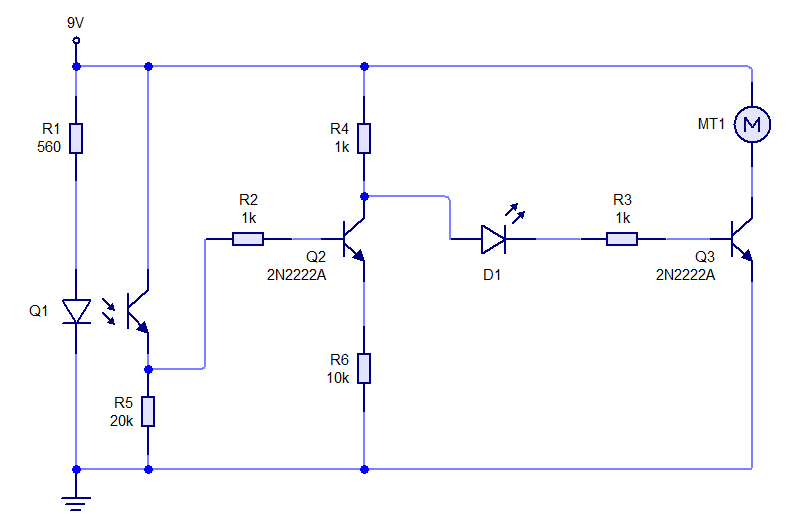 9V
R1
560
R4
1k
MT1
M
R2
1k
R3
1k
Q2
2N2222A
Q3
2N2222A
D1
Q1
R6
10k
R5
20k